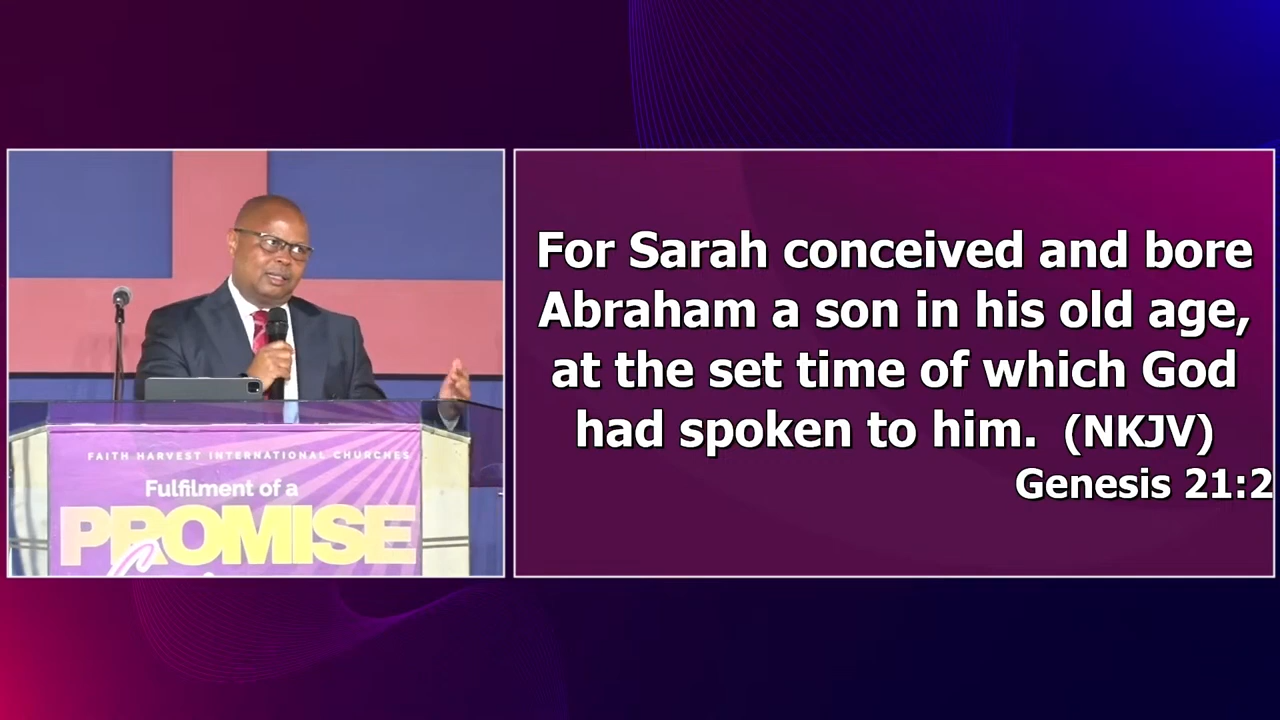 FAITH HARVEST INTERNATIONAL CHURCHES
Fulfilment of a
PROMISE
For Sarah conceived and bore
Abraham a son in his old age,
at the set time of which God
had spoken to him. (NKJV)
Genesis 21:2